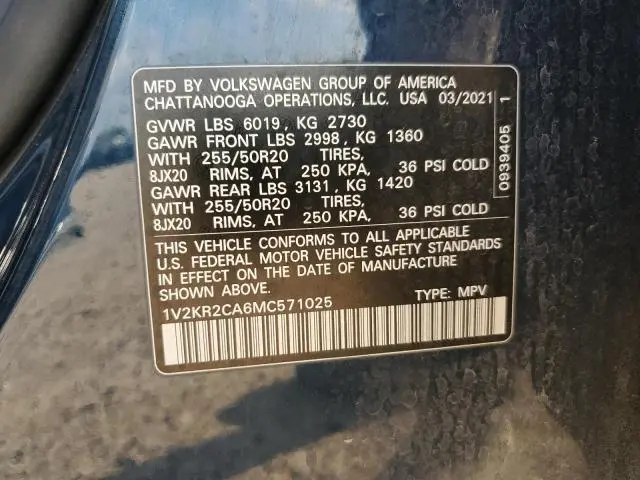 MFD BY VOLKSWAGEN GROUP OF AMERICA
CHATTANOOGA OPERATIONS, LLC. USA 03/2021
GVWR LBS 6019, KG 2730
GAWR FRONT LBS 2998, KG 1360
WITH 255/50R20 TIRES,
8JX20 RIMS, AT 250 KPA, 36 PSI COLD
GAWR REAR LBS 3131, KG 1420
WITH 255/50R20 TIRES,
8JX20 RIMS, AT 250 KPA, 36 PSI COLD
THIS VEHICLE CONFORMS TO ALL APPLICABLE
U.S. FEDERAL MOTOR VEHICLE SAFETY STANDARDS
IN EFFECT ON THE DATE OF MANUFACTURE
SHOWN ABOVE.
1V2KR2CA6MC571025 TYPE: MPV
0939405 1